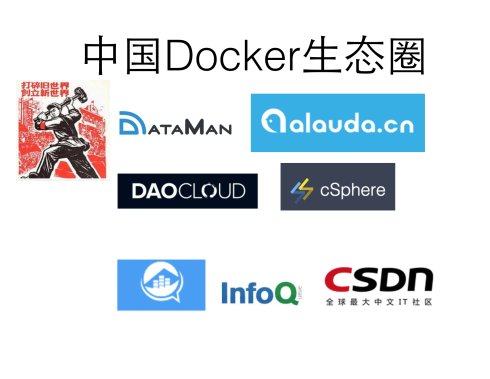 中国Docker生态圈
打碎旧世界
创立新世界
DATAMAN
alauda.cn
DAOCLOUD
cSphere
InfoQ
CSDN
全球最大中文IT社区